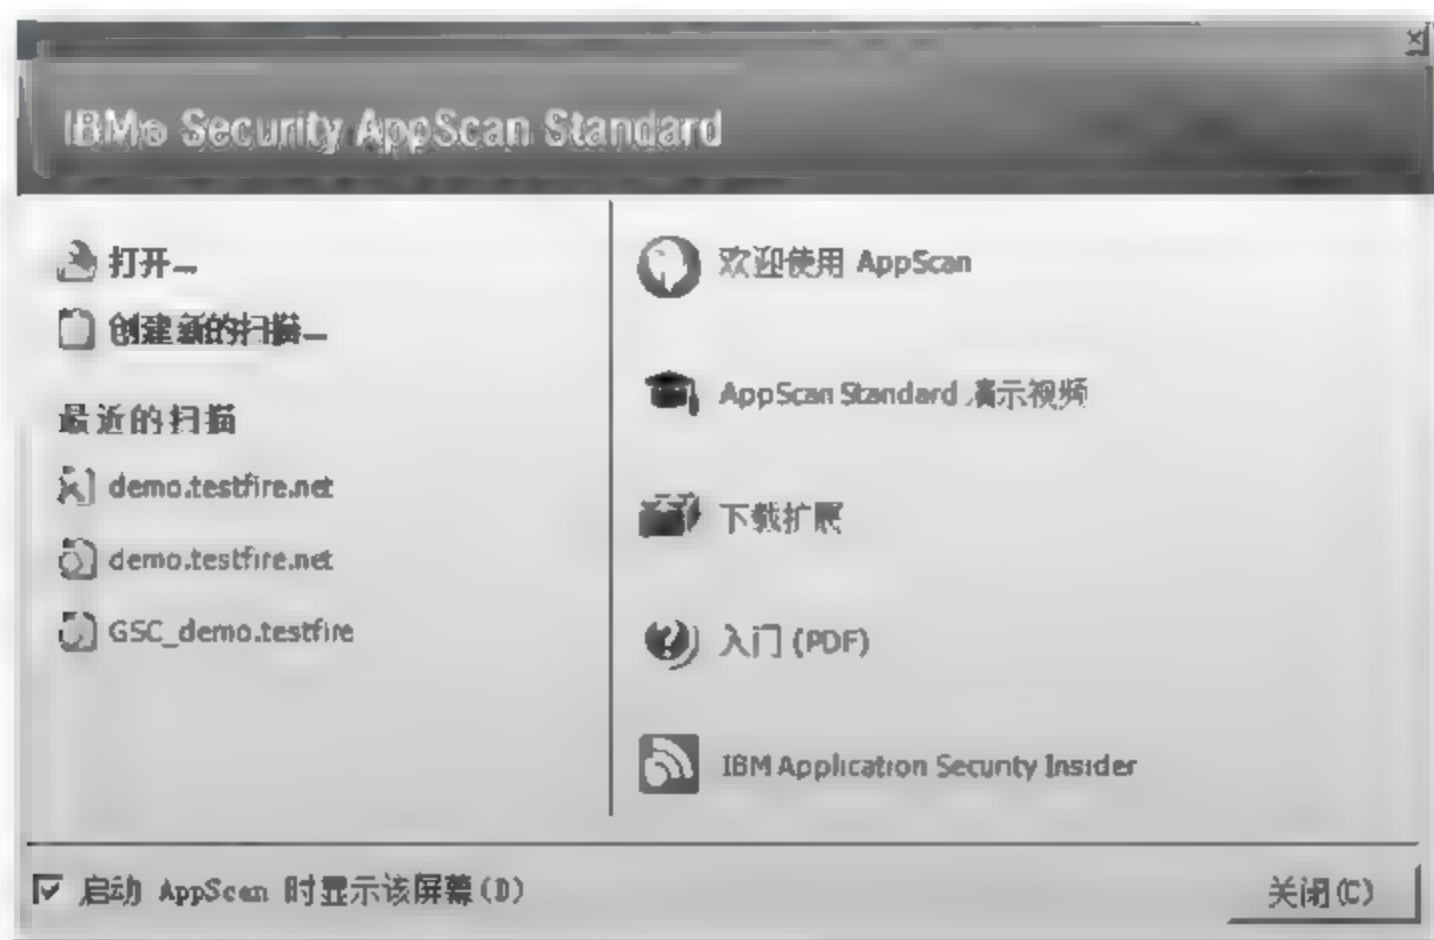 IBM® Security AppScan Standard
打开...
创建新的扫描...
最近的扫描
demo.testfire.net
demo.testfire.net
GSC_demo.testfire
欢迎使用 AppScan
AppScan Standard 演示视频
下载扩展
入门 (PDF)
IBM Application Security Insider
启动 AppScan 时显示该屏幕(D)
关闭(C)